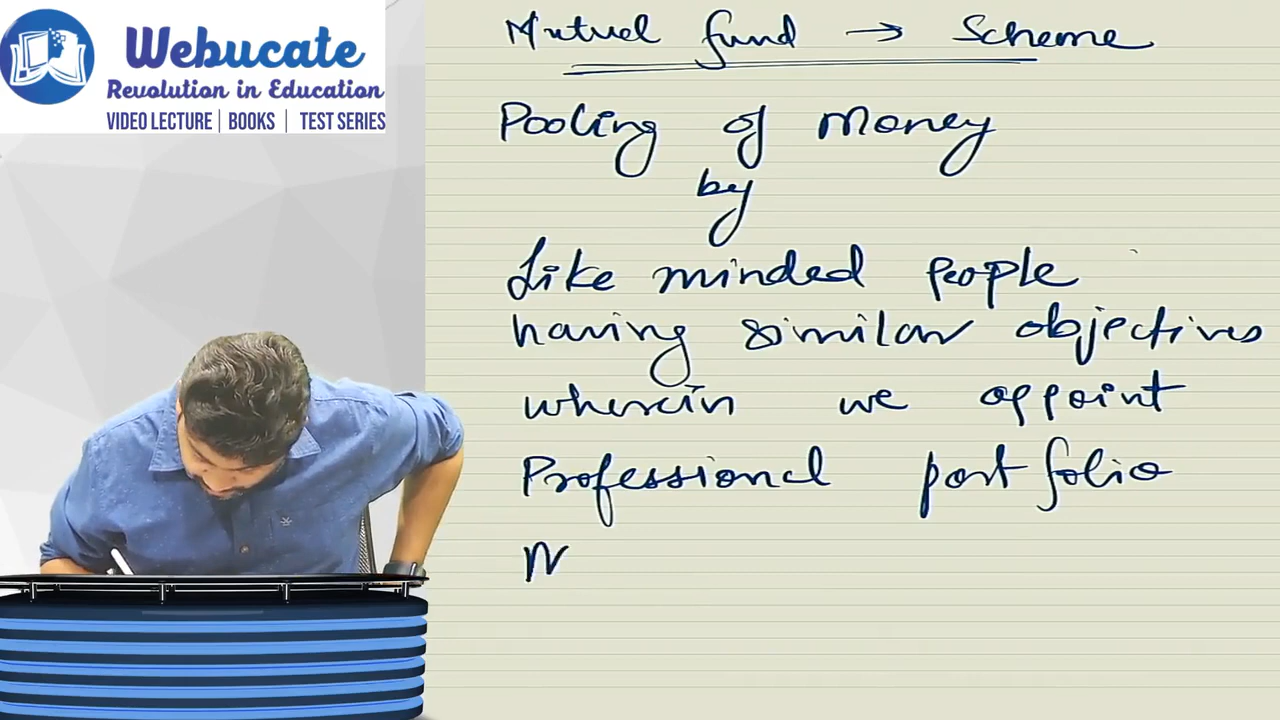 Webucate
Revolution in Education
VIDEO LECTURE | BOOKS | TEST SERIES
Mutual fund → Scheme
Pooling of Money
by
Like minded people
having similar objectives
wherein we appoint
Professional portfolio
M